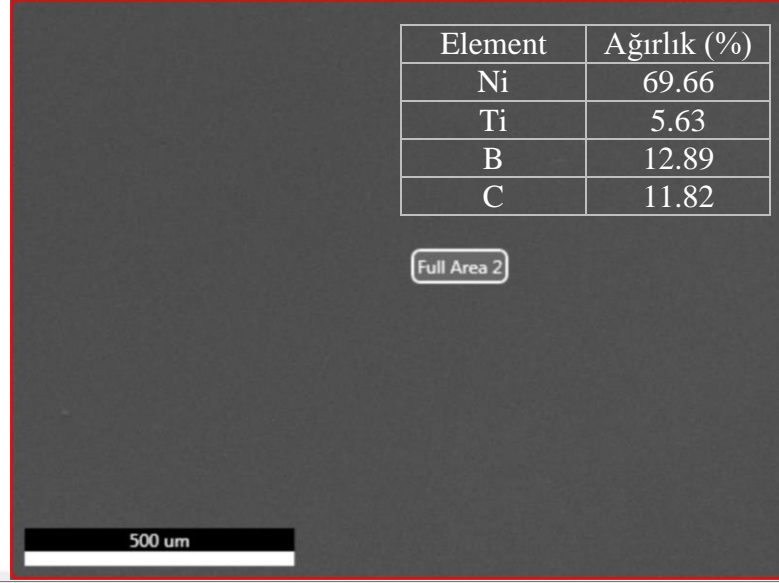 Element Ağırlık (%)
Ni 69.66
Ti 5.63
B 12.89
C 11.82
Full Area 2
500 um